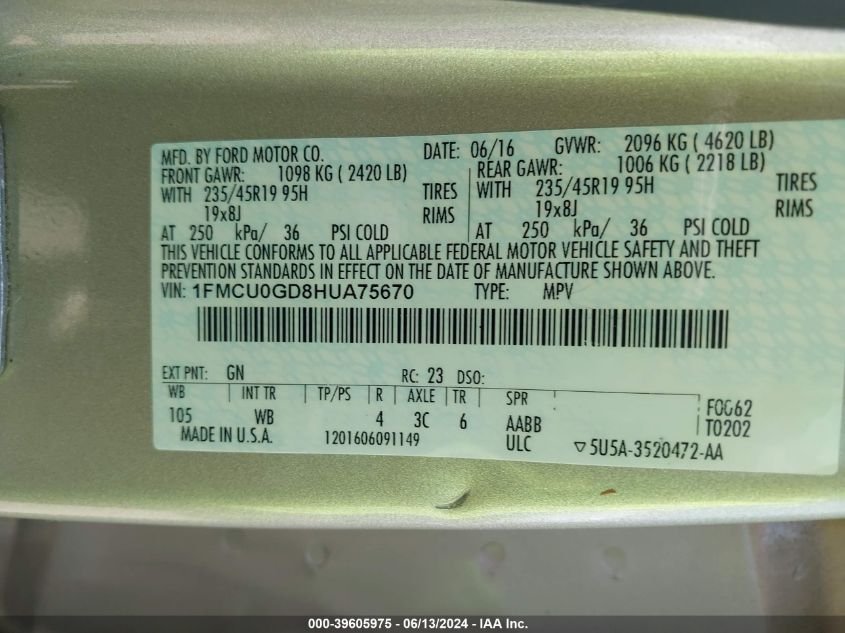 MFD. BY FORD MOTOR CO. DATE: 06/16 GVWR: 2096 KG ( 4620 LB)
FRONT GAWR: 1098 KG ( 2420 LB) REAR GAWR: 1006 KG ( 2218 LB)
WITH 235/45R19 95H TIRES WITH 235/45R19 95H TIRES
19x8J RIMS 19x8J RIMS
AT 250 kPa/ 36 PSI COLD AT 250 kPa/ 36 PSI COLD
THIS VEHICLE CONFORMS TO ALL APPLICABLE FEDERAL MOTOR VEHICLE SAFETY AND THEFT
PREVENTION STANDARDS IN EFFECT ON THE DATE OF MANUFACTURE SHOWN ABOVE.
VIN: 1FMCU0GD8HUA75670 TYPE: MPV
EXT PNT: GN RC: 23 DSO:
WB INT TR TP/PS R AXLE TR SPR
105 WB 4 3C 6 AABB F0062
MADE IN U.S.A. 1201606091149 ULC T0202
▽5U5A-3520472-AA
000-39605975 - 06/13/2024 - IAA Inc.